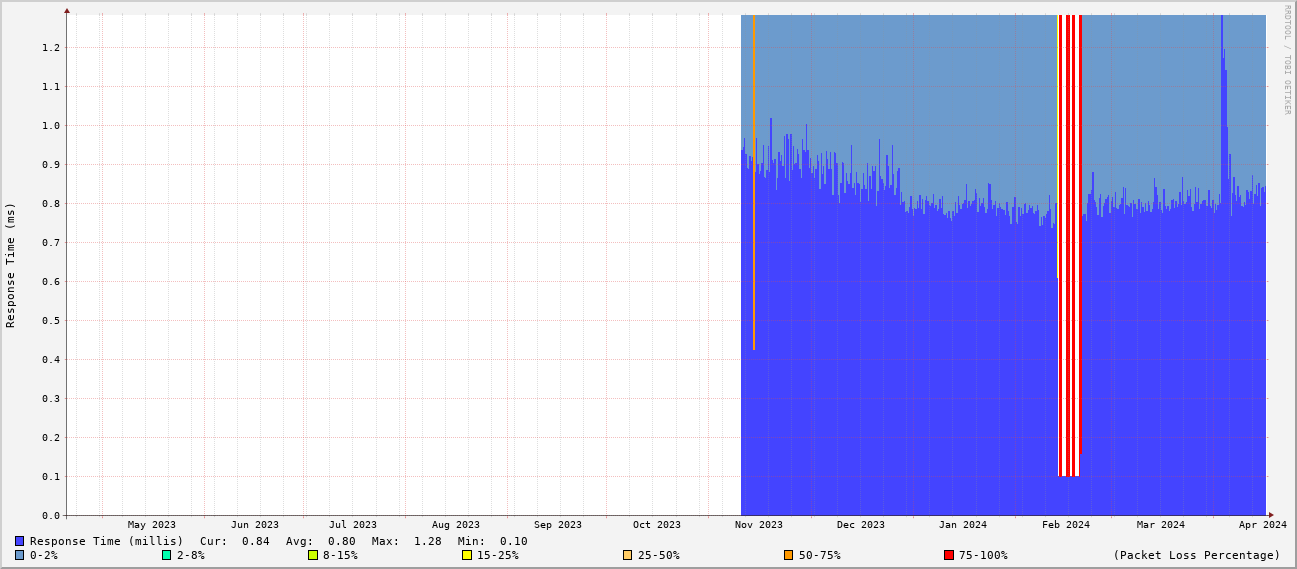 RRDTOOL / TOBI OETIKER
Response Time (ms)
1.2
1.1
1.0
0.9
0.8
0.7
0.6
0.5
0.4
0.3
0.2
0.1
0.0
May 2023 Jun 2023 Jul 2023 Aug 2023 Sep 2023 Oct 2023 Nov 2023 Dec 2023 Jan 2024 Feb 2024 Mar 2024 Apr 2024
Response Time (millis) Cur: 0.84 Avg: 0.80 Max: 1.28 Min: 0.10
0-2% 2-8% 8-15% 15-25% 25-50% 50-75% 75-100% (Packet Loss Percentage)